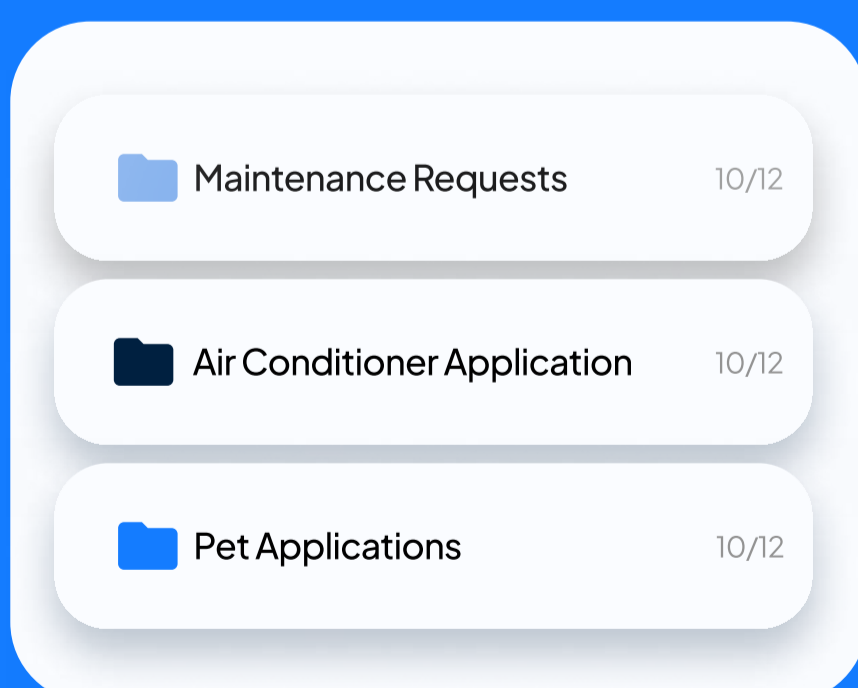 Maintenance Requests 10/12
Air Conditioner Application 10/12
Pet Applications 10/12